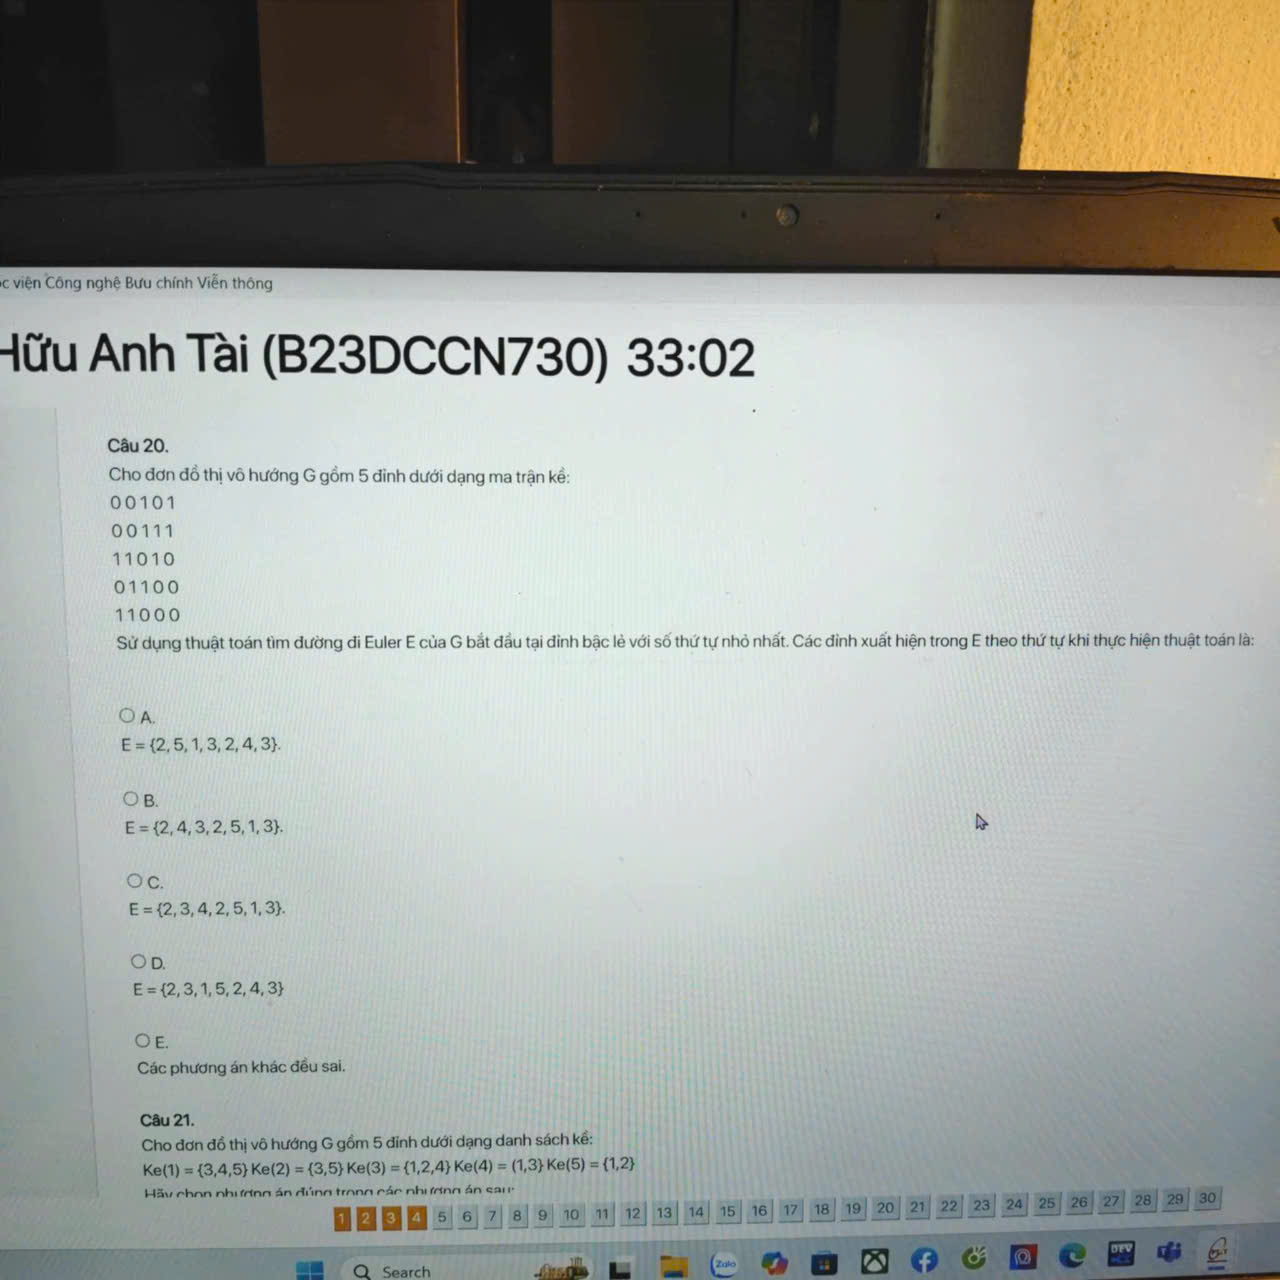 viện Công nghệ Bưu chính Viễn thông
Hữu Anh Tài (B23DCCN730) 33:02
Câu 20.
Cho đơn đồ thị vô hướng G gồm 5 đỉnh dưới dạng ma trận kề:
0 0 1 0 1
0 0 1 1 1
1 1 0 1 0
0 1 1 0 0
1 1 0 0 0
Sử dụng thuật toán tìm đường đi Euler E của G bắt đầu tại đỉnh bậc lẻ với số thứ tự nhỏ nhất. Các đỉnh xuất hiện trong E theo thứ tự khi thực hiện thuật toán là:
A.
E = {2, 5, 1, 3, 2, 4, 3}.
B.
E = {2, 4, 3, 2, 5, 1, 3}.
C.
E = {2, 3, 4, 2, 5, 1, 3}.
D.
E = {2, 3, 1, 5, 2, 4, 3}
E.
Các phương án khác đều sai.
Câu 21.
Cho đơn đồ thị vô hướng G gồm 5 đỉnh dưới dạng danh sách kề:
Ke(1) = {3,4,5} Ke(2) = {3,5} Ke(3) = {1,2,4} Ke(4) = (1,3} Ke(5) = {1,2}
Hãy chọn phương án đúng trong các phương án sau:
1 2 3 4 5 6 7 8 9 10 11 12 13 14 15 16 17 18 19 20 21 22 23 24 25 26 27 28 29 30
Search
Zalo
DEV